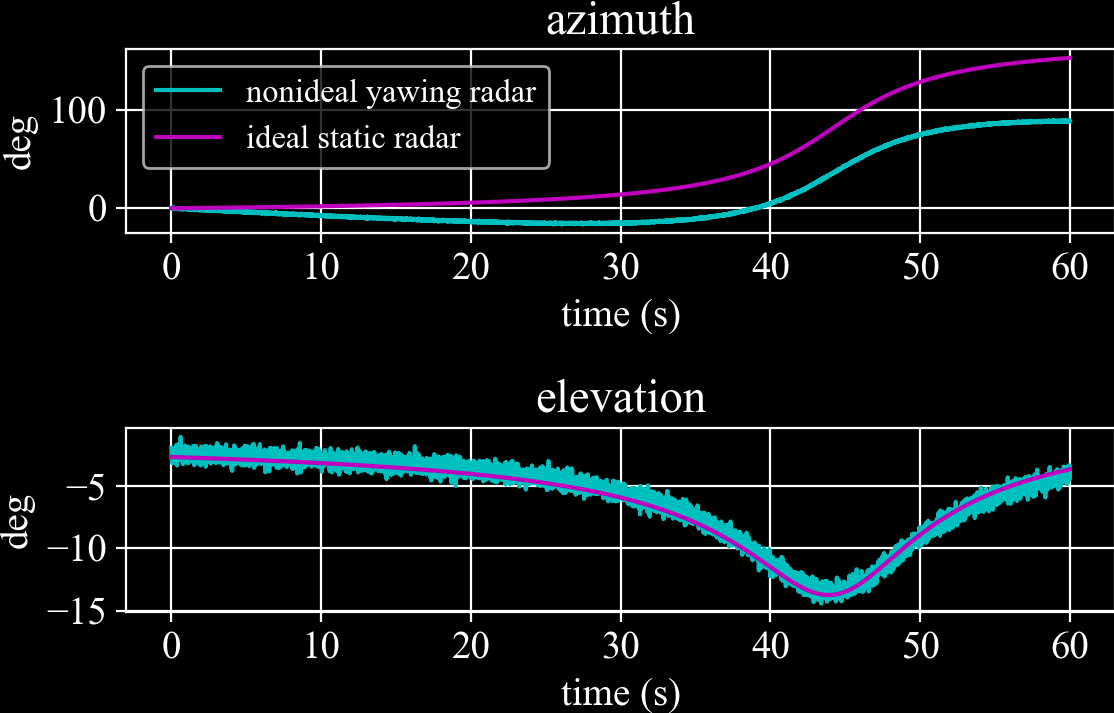 azimuth
deg
nonideal yawing radar
ideal static radar
100
0
0 10 20 30 40 50 60
time (s)
elevation
deg
−5
−10
−15
0 10 20 30 40 50 60
time (s)